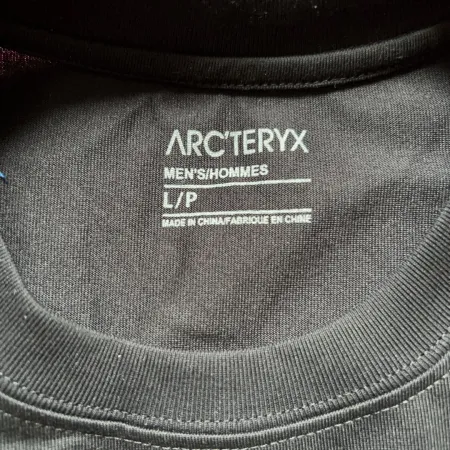 ARC'TERYX
MEN'S/HOMMES
L/P
MADE IN CHINA/FABRIQUE EN CHINE